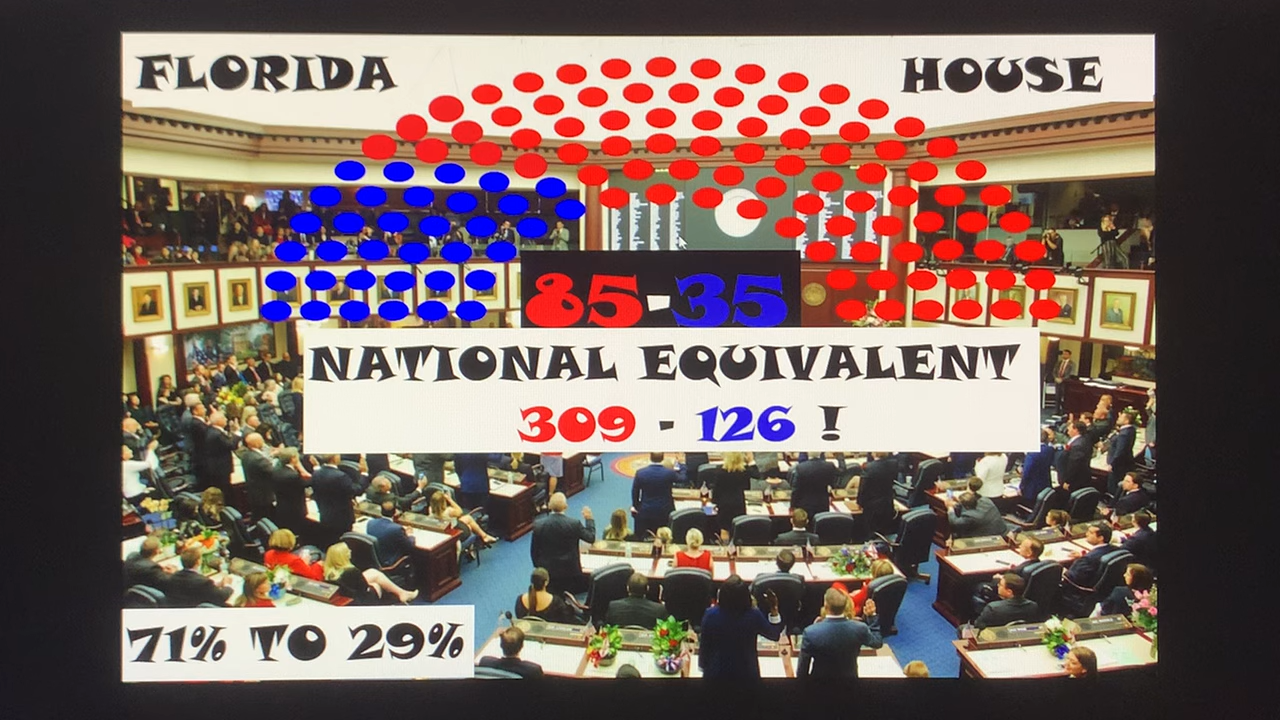 FLORIDA HOUSE
85-35
NATIONAL EQUIVALENT
309 - 126 !
71% TO 29%